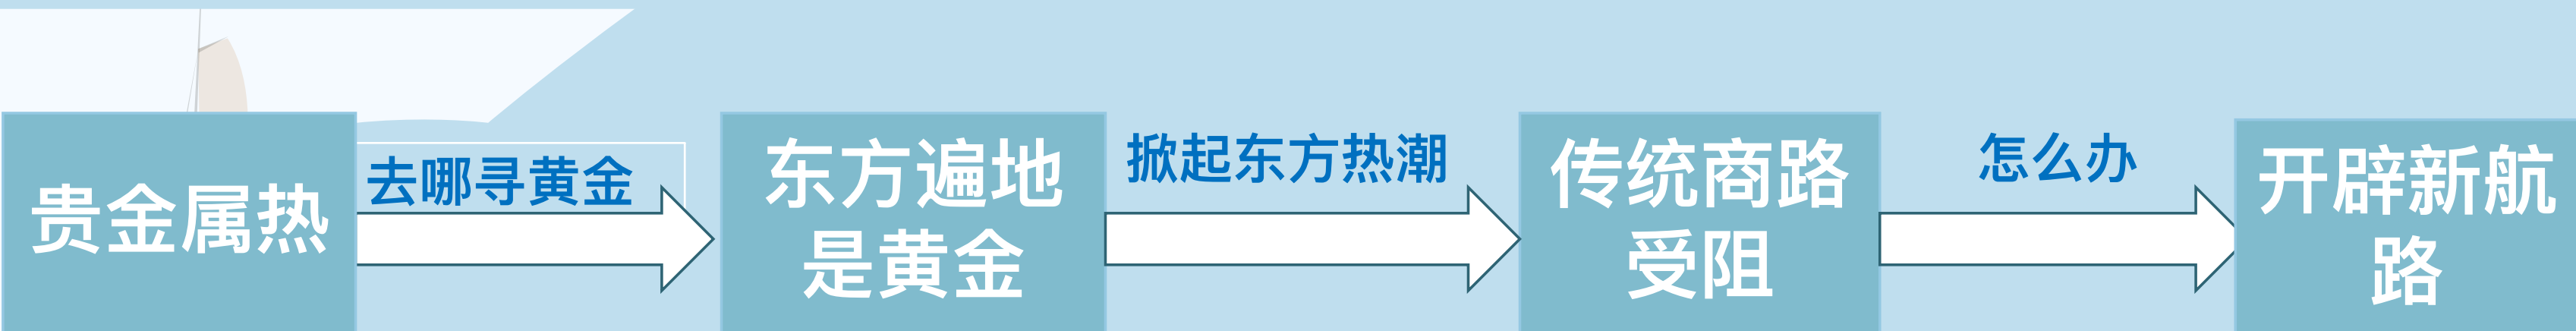 贵金属热
去哪寻黄金
东方遍地
是黄金
掀起东方热潮
传统商路
受阻
怎么办
开辟新航
路